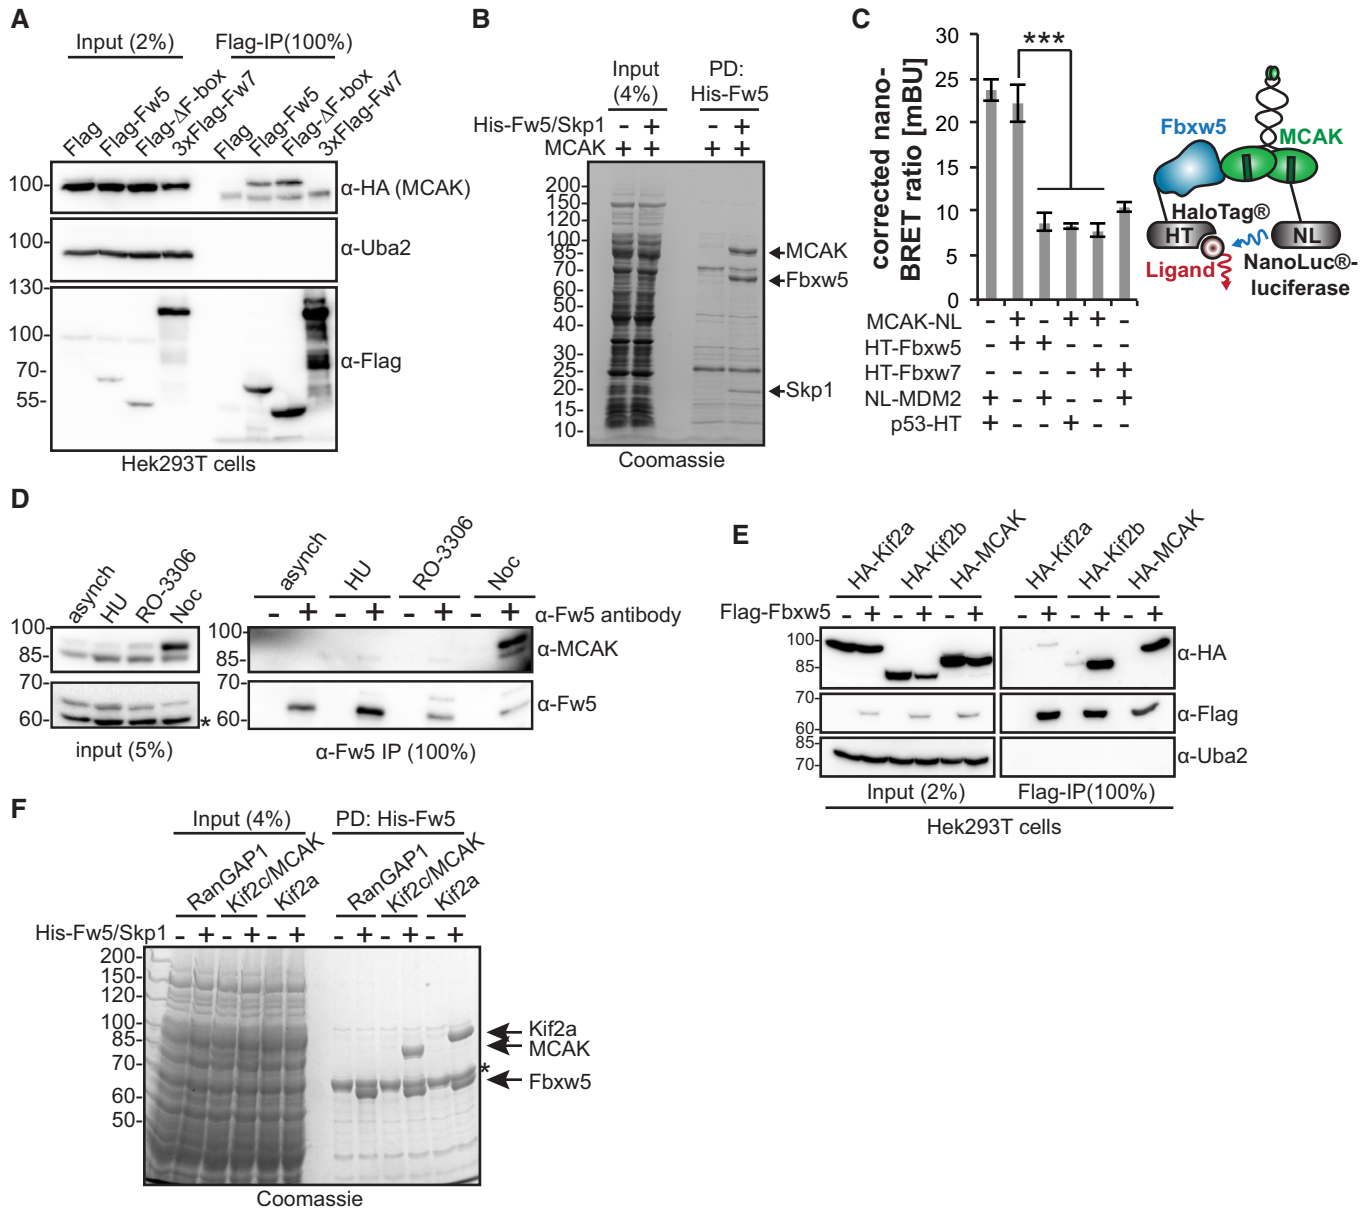 A
Input (2%)
Flag-IP(100%)
Flag
Flag-Fw5
Flag-ΔF-box
3xFlag-Fw7
Flag
Flag-Fw5
Flag-ΔF-box
3xFlag-Fw7
100-
α-HA (MCAK)
100-
α-Uba2
130-
100-
70-
55-
α-Flag
Hek293T cells
B
Input (4%)
PD: His-Fw5
His-Fw5/Skp1 - + - +
MCAK + + + +
200-
150-
120-
100-
85-
70-
60-
50-
40-
30-
25-
20-
15-
10-
MCAK
Fbxw5
Skp1
Coomassie
C
corrected nano-BRET ratio [mBU]
30
25
20
15
10
5
0
***
MCAK-NL - + - + + -
HT-Fbxw5 - + + - - -
HT-Fbxw7 - - - - + +
NL-MDM2 + - + - - +
p53-HT + - - + - -
Fbxw5
MCAK
HaloTag®
HT
NL
Ligand
NanoLuc®-luciferase
D
asynch
HU
RO-3306
Noc
asynch
HU
RO-3306
Noc
- + - + - + - + α-Fw5 antibody
100-
85-
100-
85-
α-MCAK
70-
60-
*
70-
60-
α-Fw5
input (5%)
α-Fw5 IP (100%)
E
HA-Kif2a
HA-Kif2b
HA-MCAK
HA-Kif2a
HA-Kif2b
HA-MCAK
Flag-Fbxw5 - + - + - + - + - + - +
100-
85-
α-HA
70-
60-
α-Flag
85-
70-
α-Uba2
Input (2%)
Flag-IP(100%)
Hek293T cells
F
Input (4%)
PD: His-Fw5
RanGAP1
Kif2c/MCAK
Kif2a
RanGAP1
Kif2c/MCAK
Kif2a
His-Fw5/Skp1 - + - + - + - + - + - +
200-
150-
120-
100-
85-
70-
60-
50-
Kif2a
MCAK
*
Fbxw5
Coomassie